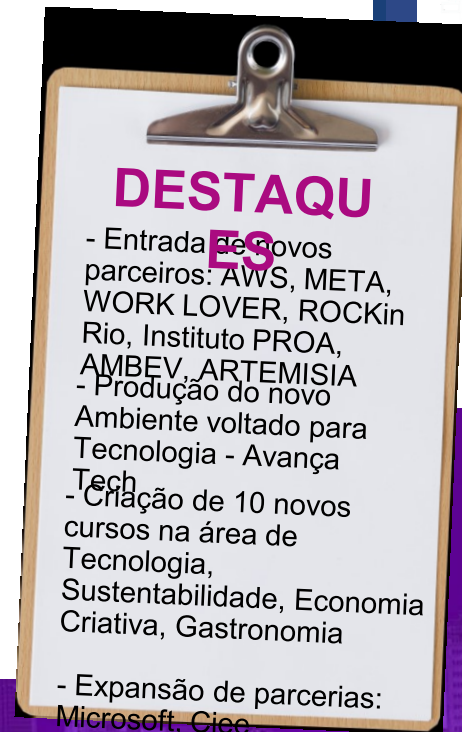 DESTAQU
ES
- Entrada de novos
parceiros: AWS, META,
WORK LOVER, ROCKin
Rio, Instituto PROA,
AMBEV, ARTEMISIA
- Produção do novo
Ambiente voltado para
Tecnologia - Avança
Tech
- Criação de 10 novos
cursos na área de
Tecnologia,
Sustentabilidade, Economia
Criativa, Gastronomia
- Expansão de parcerias:
Microsoft, Ciee